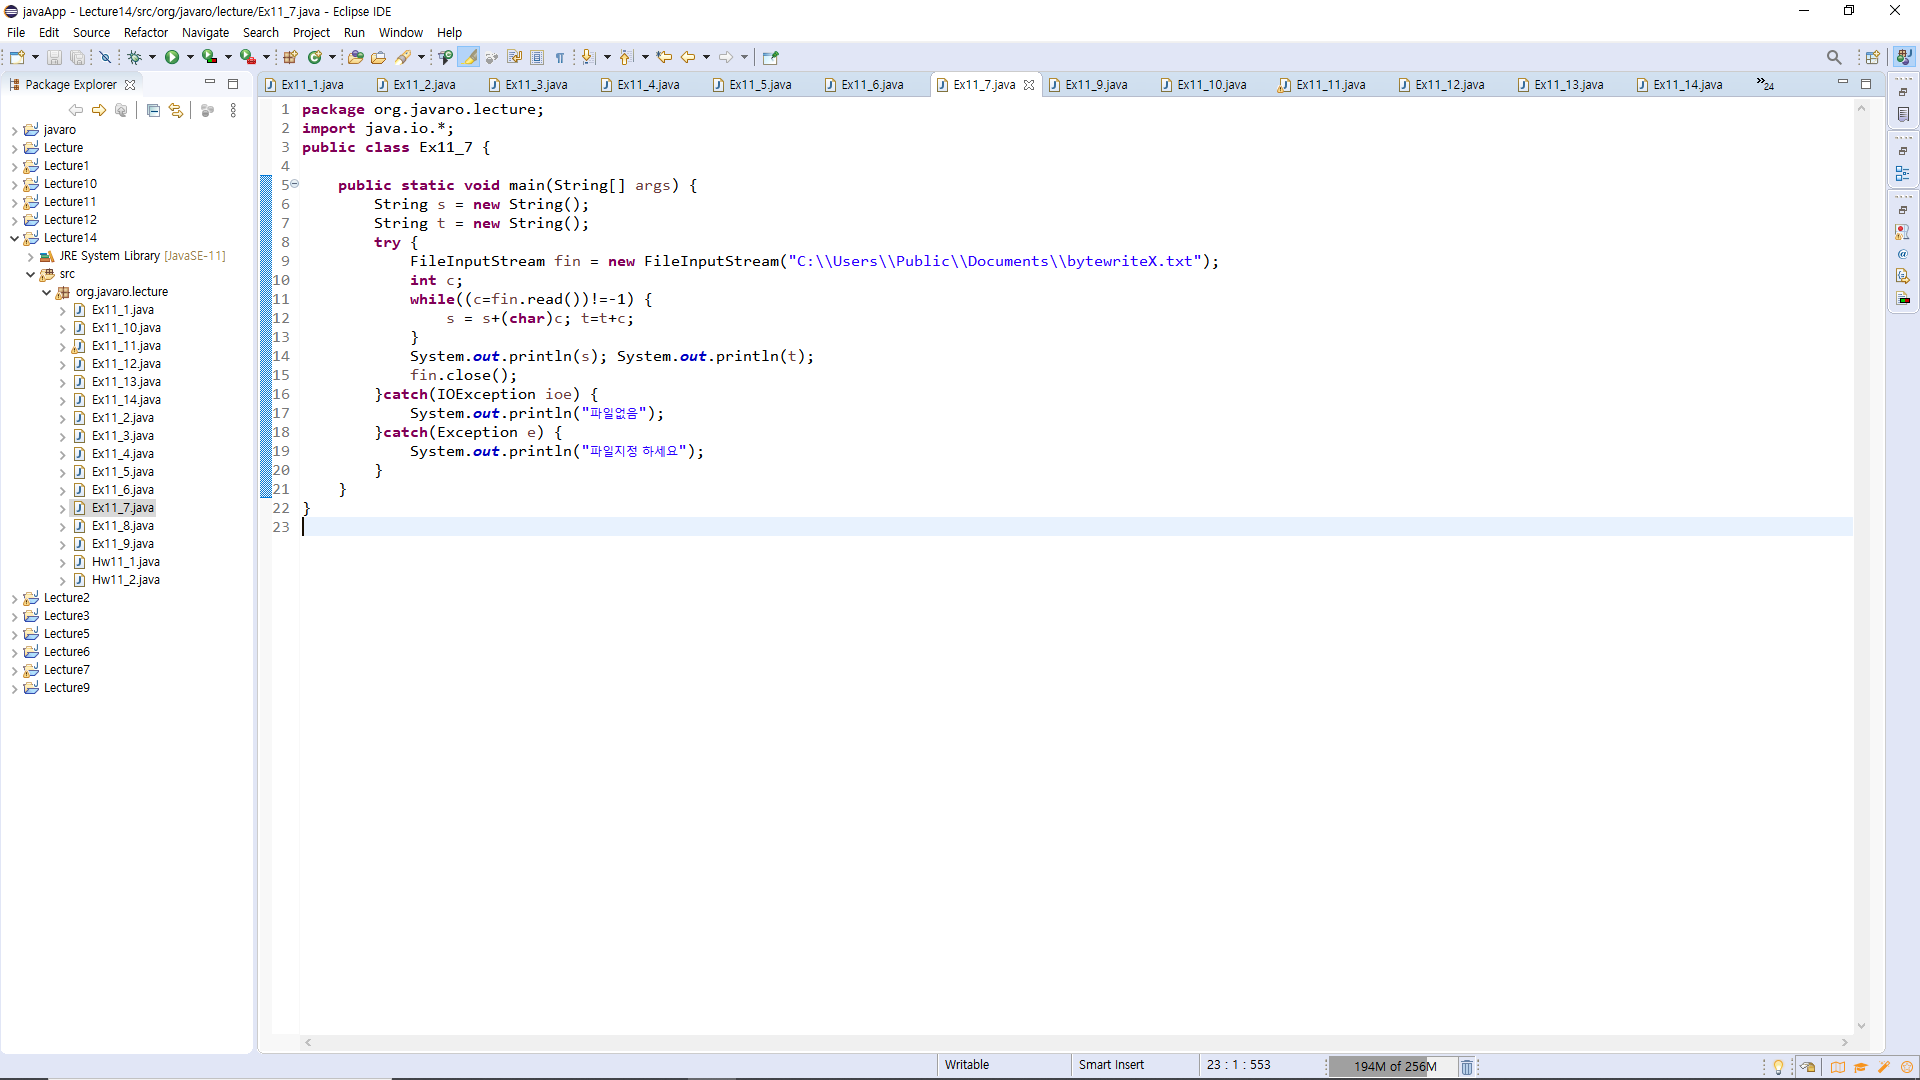 javaApp - Lecture14/src/org/javaro/lecture/Ex11_7.java - Eclipse IDE
File Edit Source Refactor Navigate Search Project Run Window Help
Package Explorer
Ex11_1.java Ex11_2.java Ex11_3.java Ex11_4.java Ex11_5.java Ex11_6.java Ex11_7.java Ex11_9.java Ex11_10.java Ex11_11.java Ex11_12.java Ex11_13.java Ex11_14.java »24
javaro
Lecture
Lecture1
Lecture10
Lecture11
Lecture12
Lecture14
JRE System Library [JavaSE-11]
src
org.javaro.lecture
Ex11_1.java
Ex11_10.java
Ex11_11.java
Ex11_12.java
Ex11_13.java
Ex11_14.java
Ex11_2.java
Ex11_3.java
Ex11_4.java
Ex11_5.java
Ex11_6.java
Ex11_7.java
Ex11_8.java
Ex11_9.java
Hw11_1.java
Hw11_2.java
Lecture2
Lecture3
Lecture5
Lecture6
Lecture7
Lecture9
1 package org.javaro.lecture;
2 import java.io.*;
3 public class Ex11_7 {
4
5 public static void main(String[] args) {
6 String s = new String();
7 String t = new String();
8 try {
9 FileInputStream fin = new FileInputStream("C:\\Users\\Public\\Documents\\bytewriteX.txt");
10 int c;
11 while((c=fin.read())!=-1) {
12 s = s+(char)c; t=t+c;
13 }
14 System.out.println(s); System.out.println(t);
15 fin.close();
16 }catch(IOException ioe) {
17 System.out.println("파일없음");
18 }catch(Exception e) {
19 System.out.println("파일지정 하세요");
20 }
21 }
22 }
23
Writable Smart Insert 23 : 1 : 553 194M of 256M